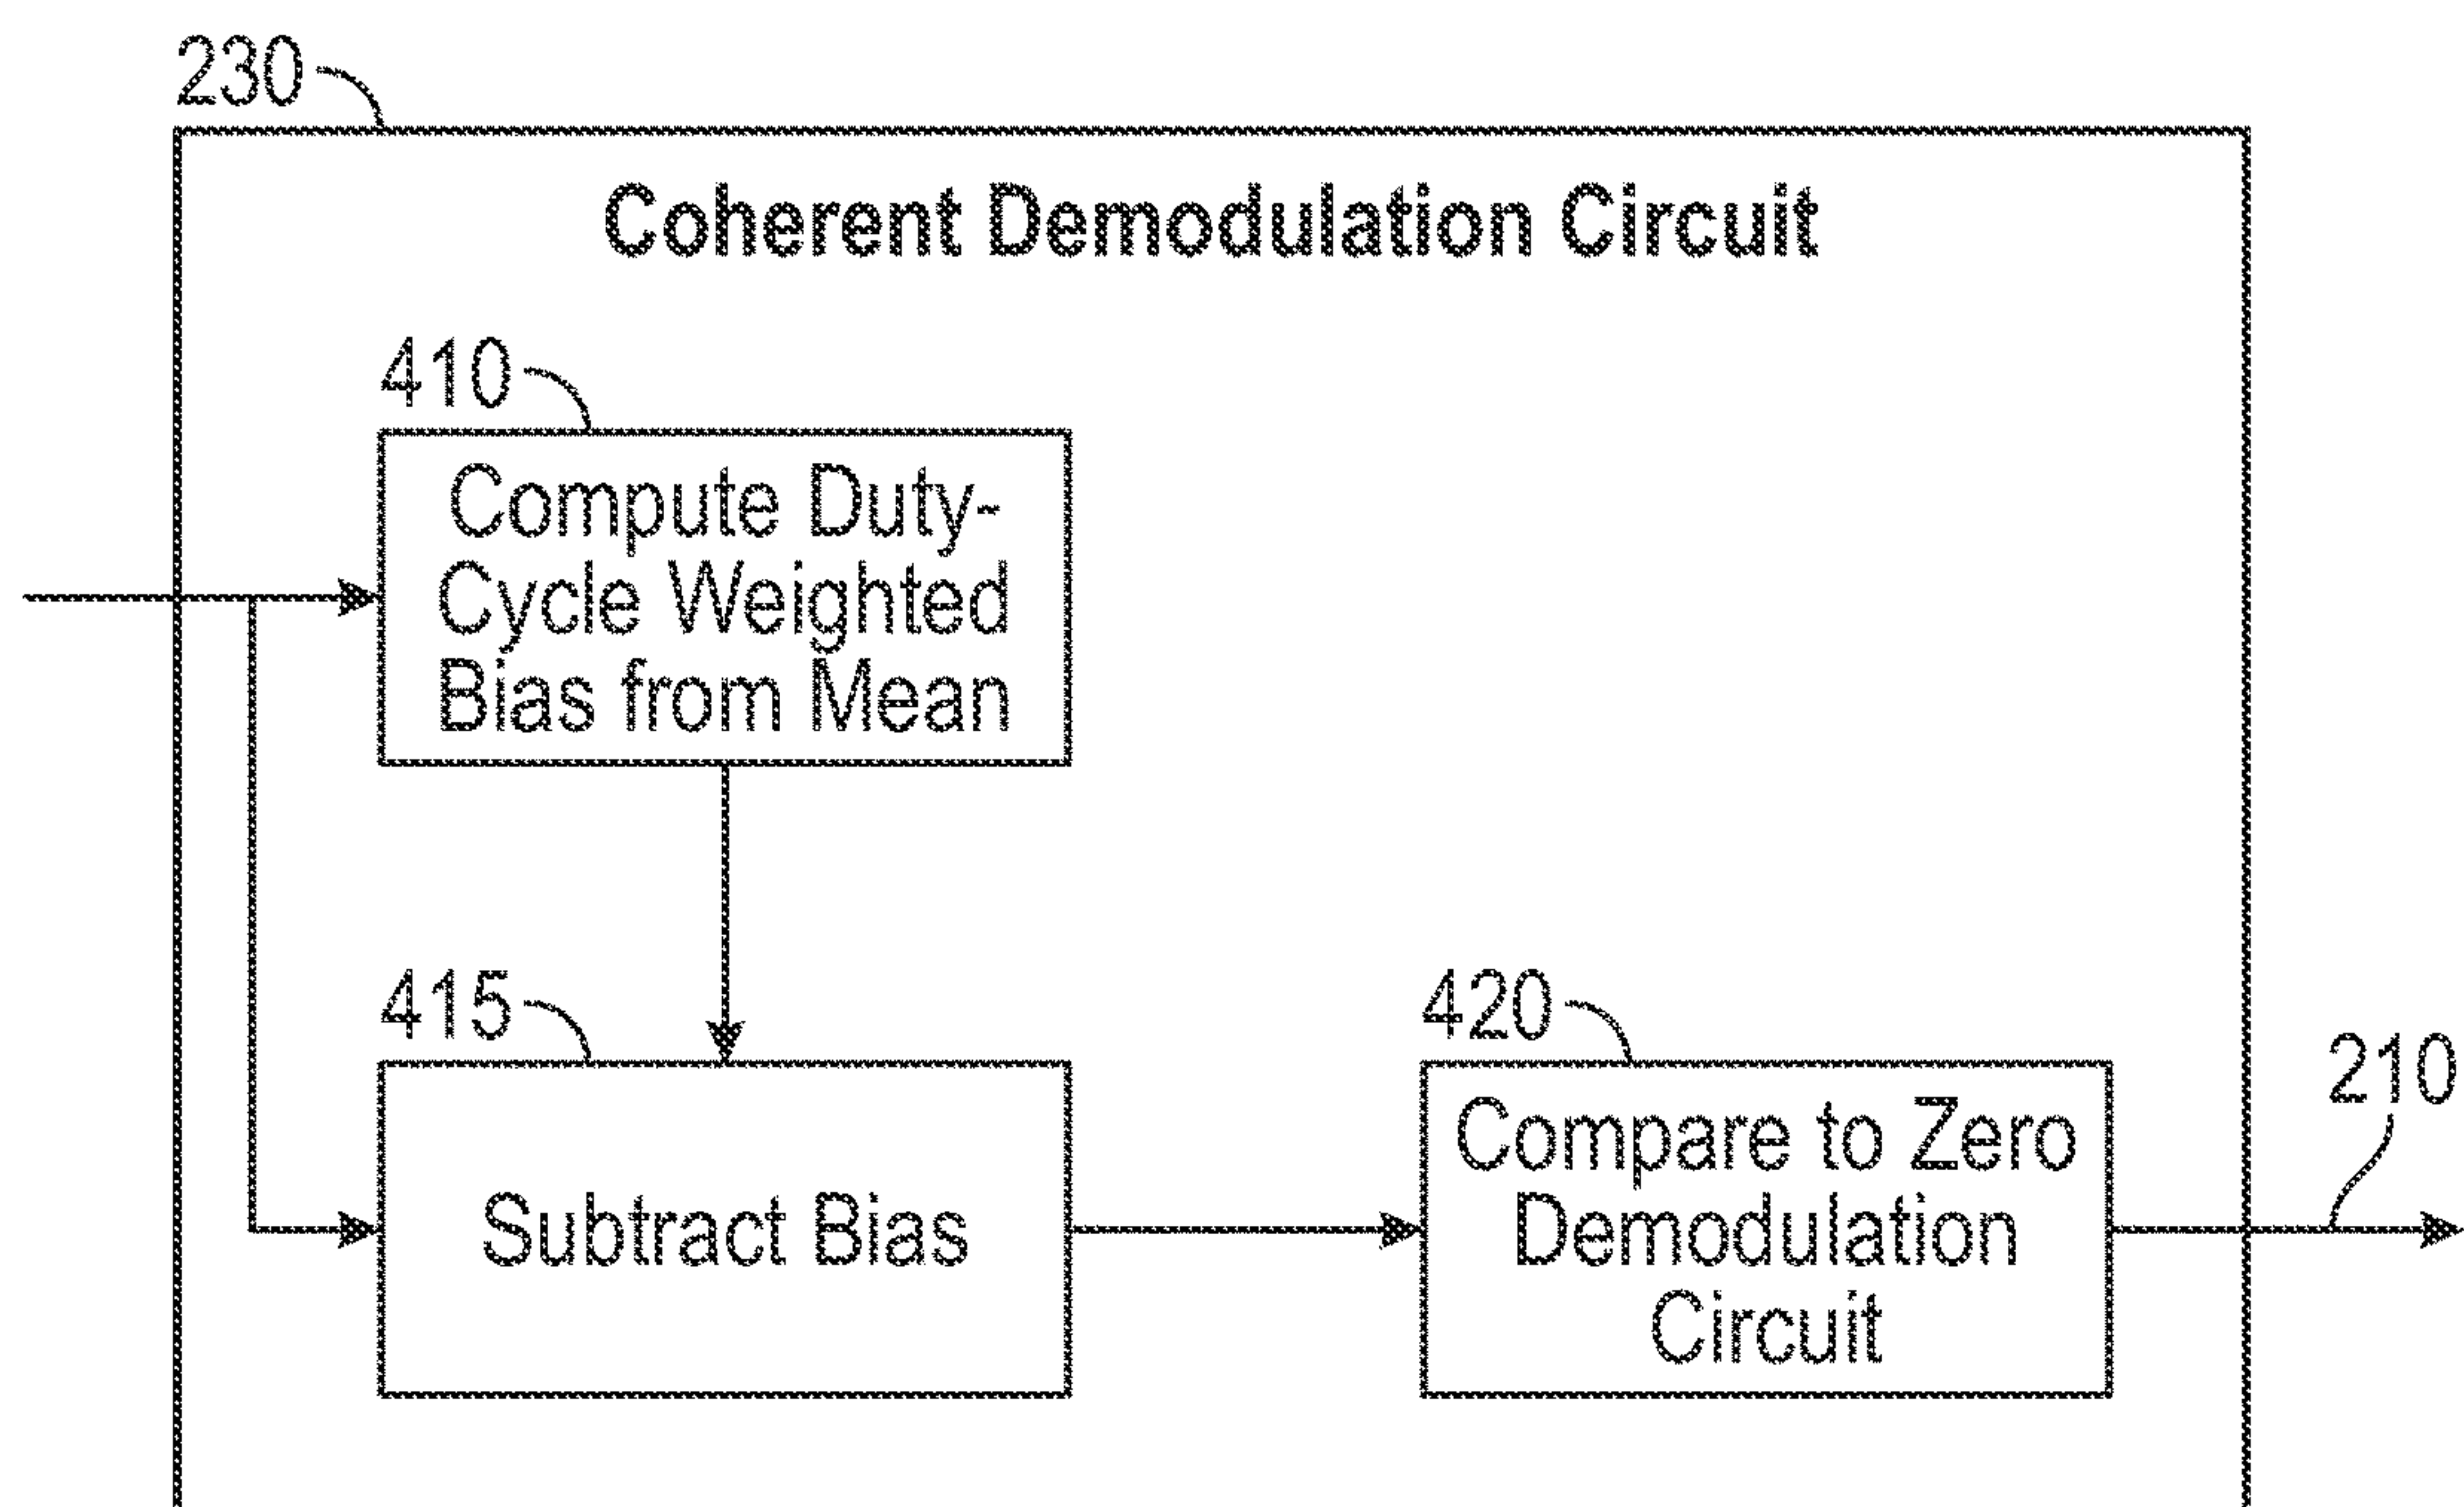 230
Coherent Demodulation Circuit
410
Compute Duty-
Cycle Weighted
Bias from Mean
415
Subtract Bias
420
Compare to Zero
Demodulation
Circuit
210